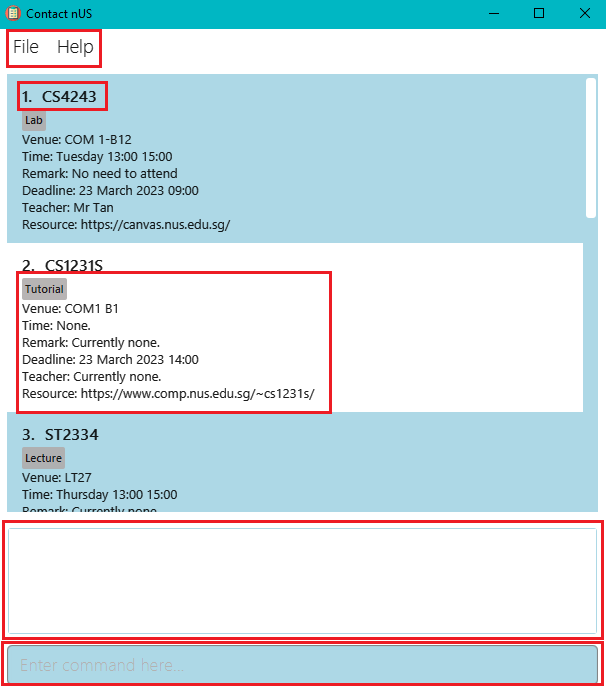 Contact nUS
File Help
1. CS4243
Lab
Venue: COM 1-B12
Time: Tuesday 13:00 15:00
Remark: No need to attend
Deadline: 23 March 2023 09:00
Teacher: Mr Tan
Resource: https://canvas.nus.edu.sg/
2. CS1231S
Tutorial
Venue: COM1 B1
Time: None.
Remark: Currently none.
Deadline: 23 March 2023 14:00
Teacher: Currently none.
Resource: https://www.comp.nus.edu.sg/~cs1231s/
3. ST2334
Lecture
Venue: LT27
Time: Thursday 13:00 15:00
Remark: Currently none
Enter command here...